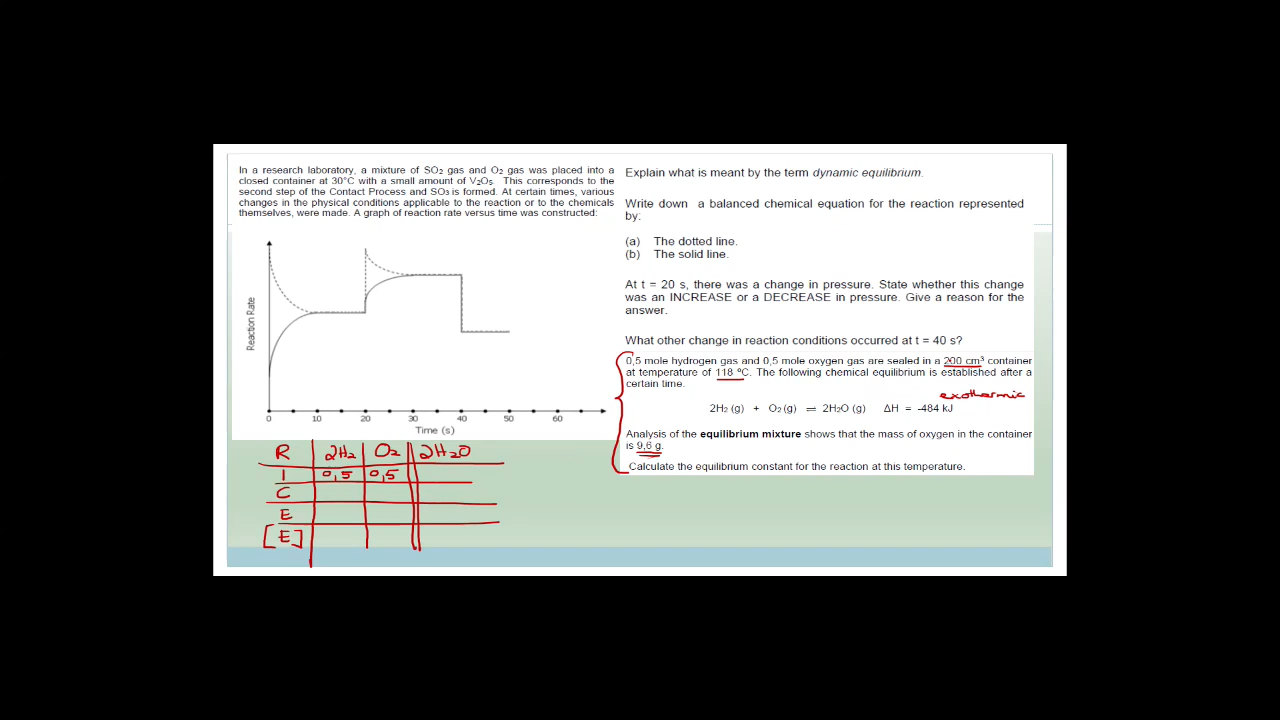 In a research laboratory, a mixture of SO₂ gas and O₂ gas was placed into a
closed container at 30°C with a small amount of V₂O₅. This corresponds to the
second step of the Contact Process and SO₃ is formed. At certain times, various
changes in the physical conditions applicable to the reaction or to the chemicals
themselves, were made. A graph of reaction rate versus time was constructed:
Reaction Rate
0 10 20 30 40 50 60
Time (s)
R 2H₂ O₂ 2H₂O
I 0,5 0,5
C
E
[E]
Explain what is meant by the term dynamic equilibrium.
Write down a balanced chemical equation for the reaction represented
by:
(a) The dotted line.
(b) The solid line.
At t = 20 s, there was a change in pressure. State whether this change
was an INCREASE or a DECREASE in pressure. Give a reason for the
answer.
What other change in reaction conditions occurred at t = 40 s?
0,5 mole hydrogen gas and 0,5 mole oxygen gas are sealed in a 200 cm³ container
at temperature of 118 °C. The following chemical equilibrium is established after a
certain time.
exothermic
2H₂ (g) + O₂ (g) ⇌ 2H₂O (g) ΔH = -484 kJ
Analysis of the equilibrium mixture shows that the mass of oxygen in the container
is 9,6 g.
Calculate the equilibrium constant for the reaction at this temperature.